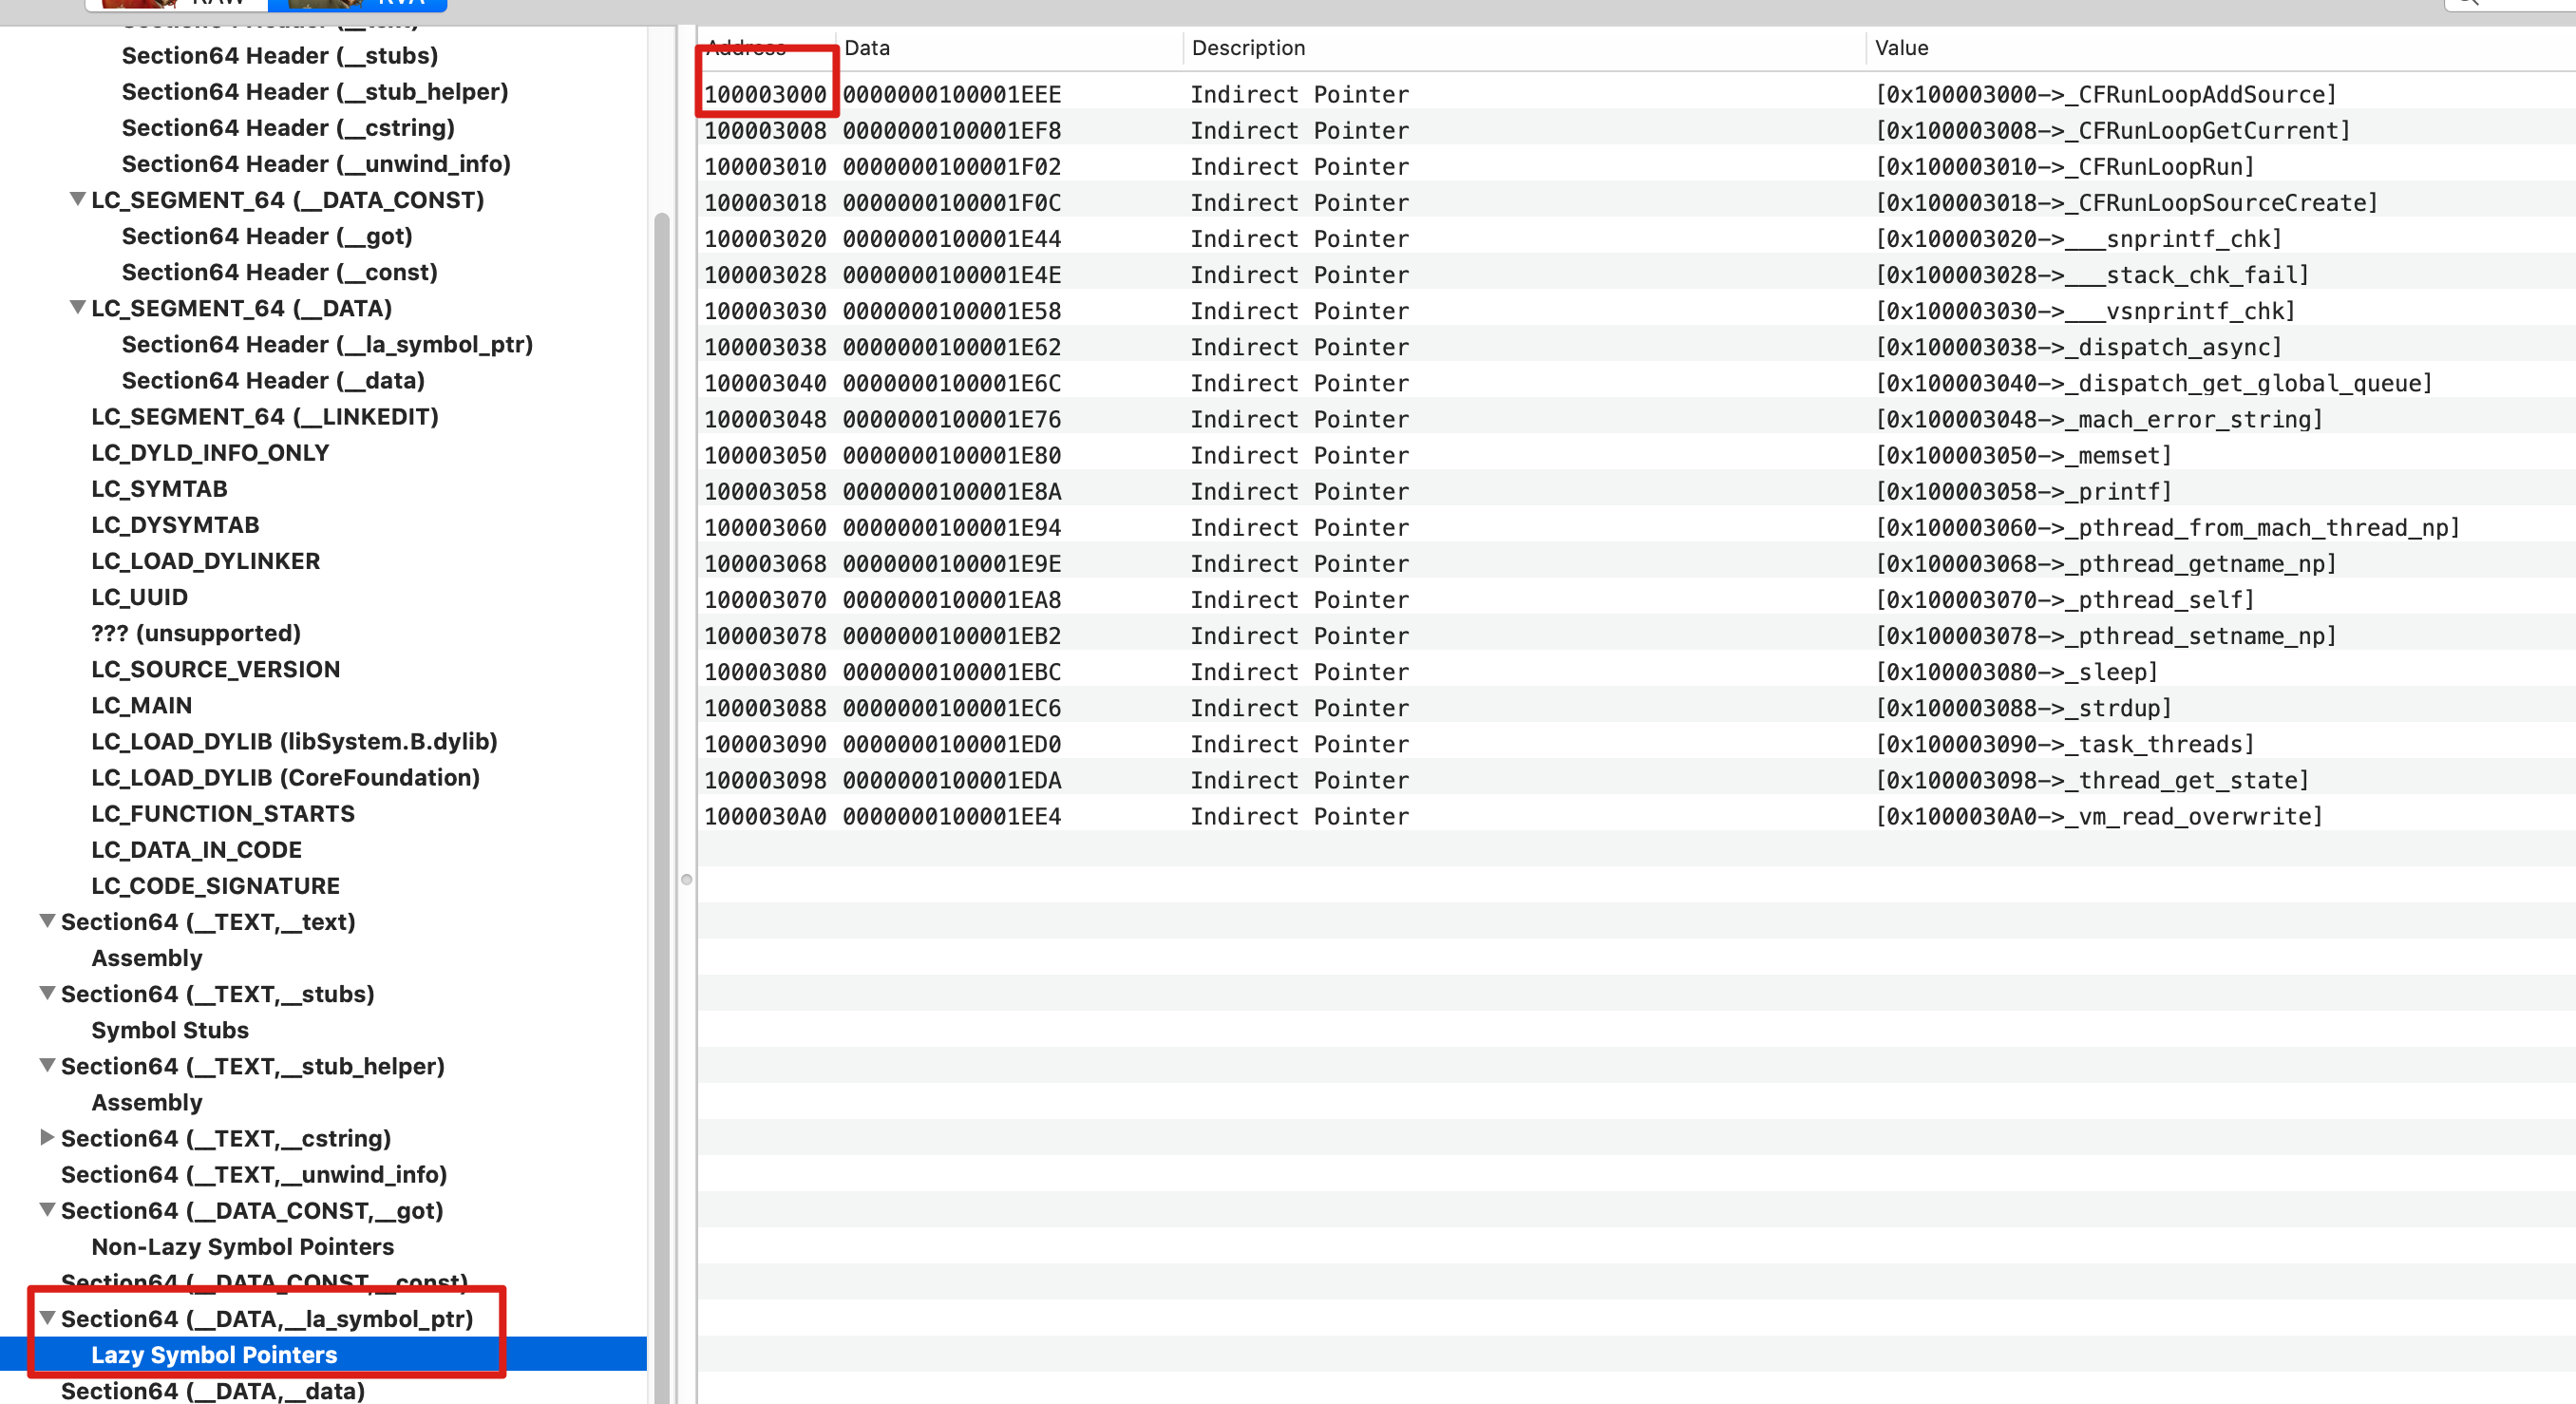 RAW RVA
Section64 Header (__text)
Section64 Header (__stubs)
Section64 Header (__stub_helper)
Section64 Header (__cstring)
Section64 Header (__unwind_info)
LC_SEGMENT_64 (__DATA_CONST)
Section64 Header (__got)
Section64 Header (__const)
LC_SEGMENT_64 (__DATA)
Section64 Header (__la_symbol_ptr)
Section64 Header (__data)
LC_SEGMENT_64 (__LINKEDIT)
LC_DYLD_INFO_ONLY
LC_SYMTAB
LC_DYSYMTAB
LC_LOAD_DYLINKER
LC_UUID
??? (unsupported)
LC_SOURCE_VERSION
LC_MAIN
LC_LOAD_DYLIB (libSystem.B.dylib)
LC_LOAD_DYLIB (CoreFoundation)
LC_FUNCTION_STARTS
LC_DATA_IN_CODE
LC_CODE_SIGNATURE
Section64 (__TEXT,__text)
Assembly
Section64 (__TEXT,__stubs)
Symbol Stubs
Section64 (__TEXT,__stub_helper)
Assembly
Section64 (__TEXT,__cstring)
Section64 (__TEXT,__unwind_info)
Section64 (__DATA_CONST,__got)
Non-Lazy Symbol Pointers
Section64 (__DATA_CONST,__const)
Section64 (__DATA,__la_symbol_ptr)
Lazy Symbol Pointers
Section64 (__DATA,__data)
Address Data Description Value
100003000 0000000100001EEE Indirect Pointer [0x100003000->_CFRunLoopAddSource]
100003008 0000000100001EF8 Indirect Pointer [0x100003008->_CFRunLoopGetCurrent]
100003010 0000000100001F02 Indirect Pointer [0x100003010->_CFRunLoopRun]
100003018 0000000100001F0C Indirect Pointer [0x100003018->_CFRunLoopSourceCreate]
100003020 0000000100001E44 Indirect Pointer [0x100003020->___snprintf_chk]
100003028 0000000100001E4E Indirect Pointer [0x100003028->___stack_chk_fail]
100003030 0000000100001E58 Indirect Pointer [0x100003030->___vsnprintf_chk]
100003038 0000000100001E62 Indirect Pointer [0x100003038->_dispatch_async]
100003040 0000000100001E6C Indirect Pointer [0x100003040->_dispatch_get_global_queue]
100003048 0000000100001E76 Indirect Pointer [0x100003048->_mach_error_string]
100003050 0000000100001E80 Indirect Pointer [0x100003050->_memset]
100003058 0000000100001E8A Indirect Pointer [0x100003058->_printf]
100003060 0000000100001E94 Indirect Pointer [0x100003060->_pthread_from_mach_thread_np]
100003068 0000000100001E9E Indirect Pointer [0x100003068->_pthread_getname_np]
100003070 0000000100001EA8 Indirect Pointer [0x100003070->_pthread_self]
100003078 0000000100001EB2 Indirect Pointer [0x100003078->_pthread_setname_np]
100003080 0000000100001EBC Indirect Pointer [0x100003080->_sleep]
100003088 0000000100001EC6 Indirect Pointer [0x100003088->_strdup]
100003090 0000000100001ED0 Indirect Pointer [0x100003090->_task_threads]
100003098 0000000100001EDA Indirect Pointer [0x100003098->_thread_get_state]
1000030A0 0000000100001EE4 Indirect Pointer [0x1000030A0->_vm_read_overwrite]